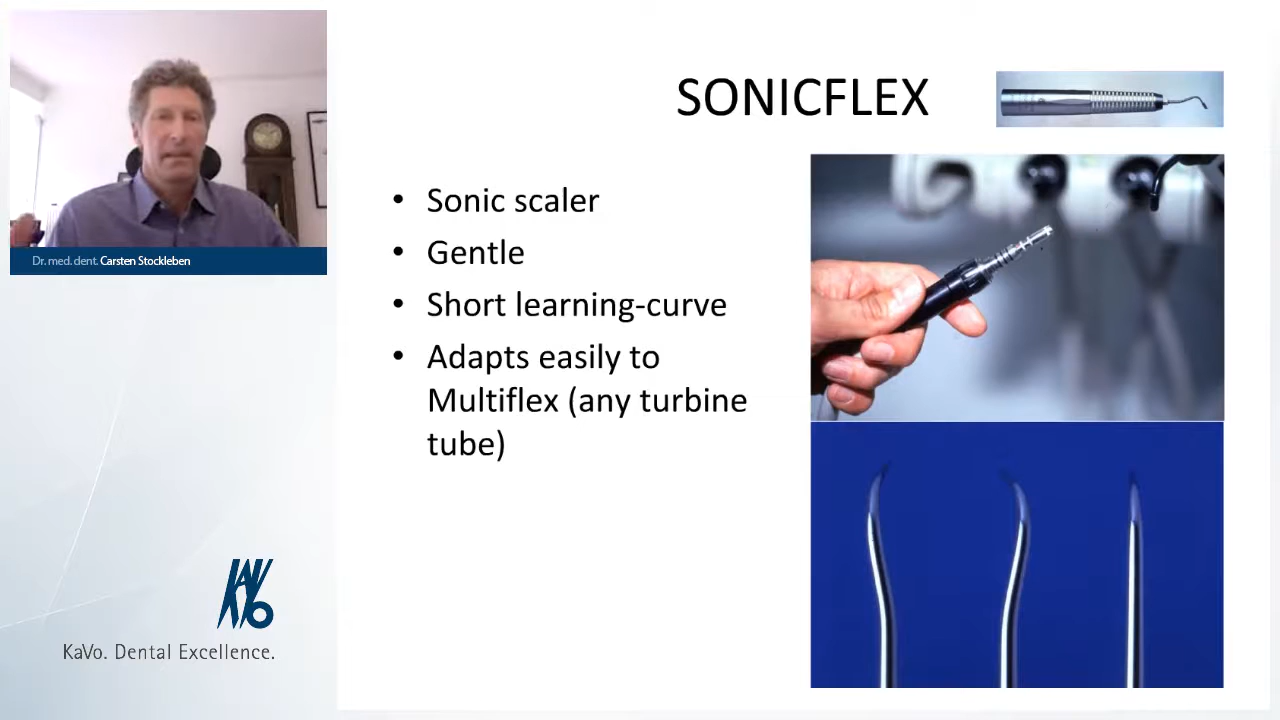 SONICFLEX
Dr. med. dent. Carsten Stockleben
• Sonic scaler
• Gentle
• Short learning-curve
• Adapts easily to
Multiflex (any turbine
tube)
KAVO
KaVo. Dental Excellence.